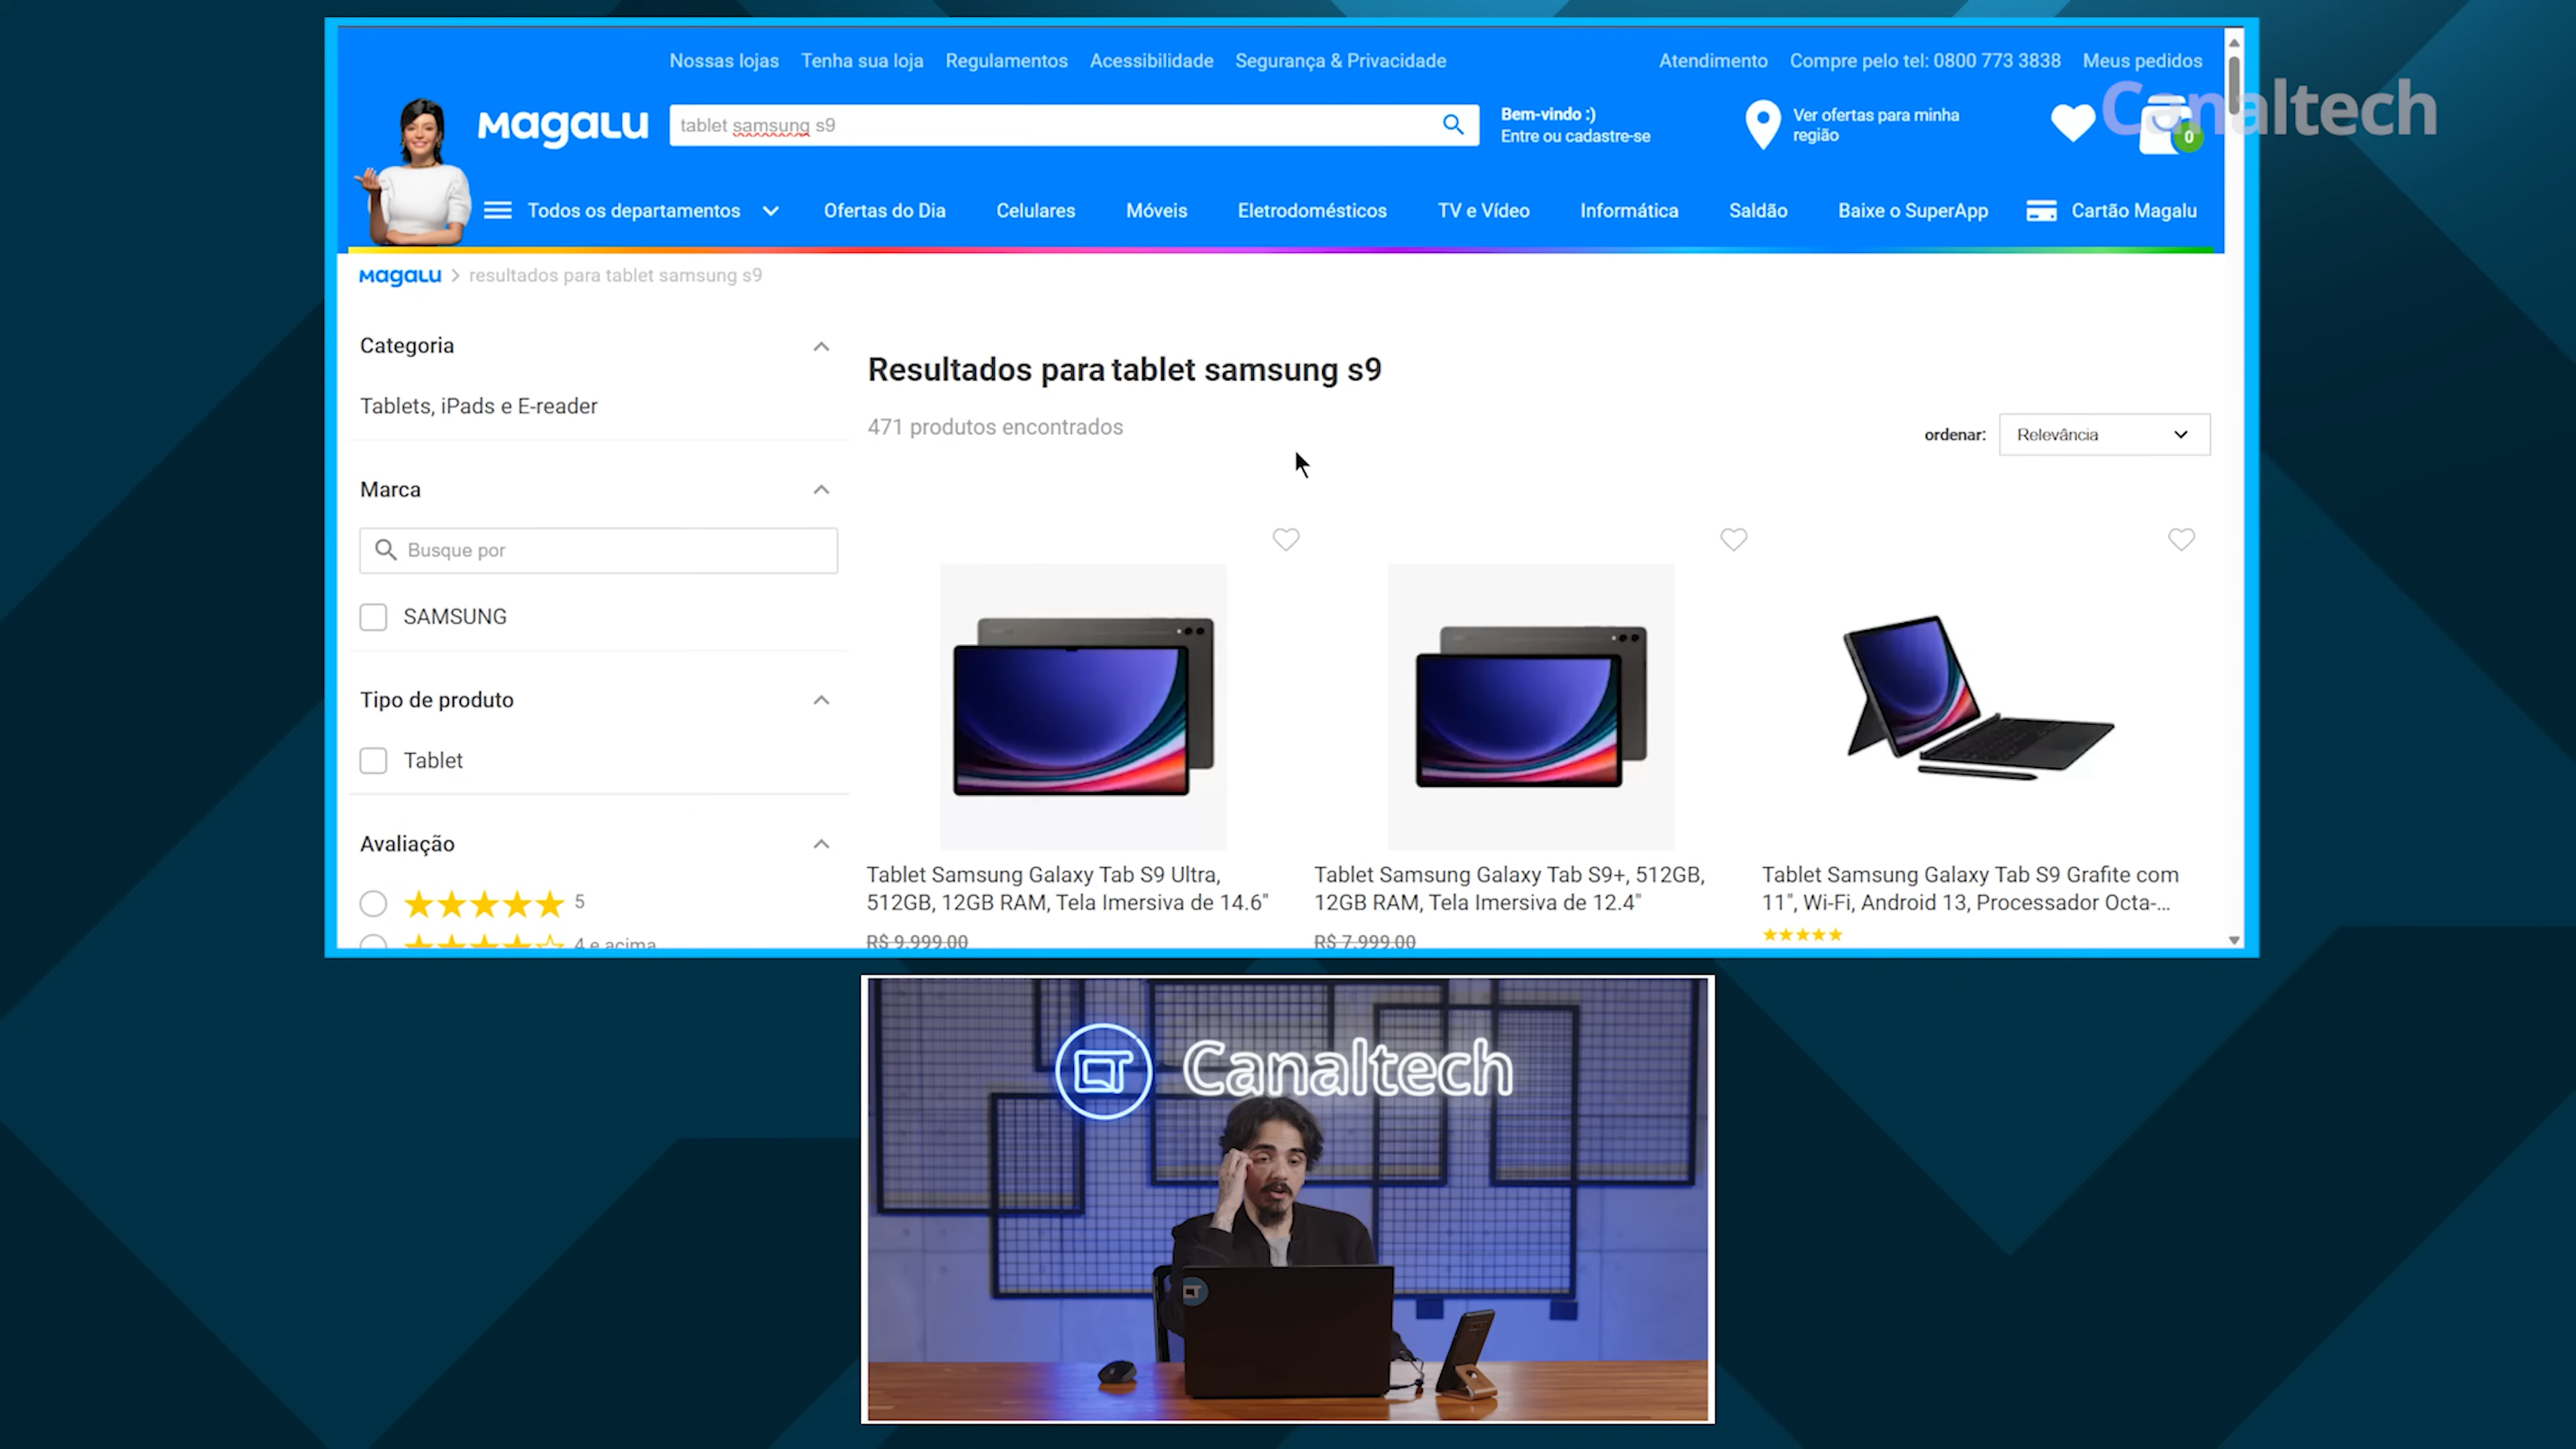 Nossas lojas Tenha sua loja Regulamentos Acessibilidade Segurança & Privacidade Atendimento Compre pelo tel: 0800 773 3838 Meus pedidos
Canaltech
Magalu
tablet samsung s9
Bem-vindo :)
Entre ou cadastre-se
Ver ofertas para minha
região
0
Todos os departamentos Ofertas do Dia Celulares Móveis Eletrodomésticos TV e Vídeo Informática Saldão Baixe o SuperApp Cartão Magalu
Magalu > resultados para tablet samsung s9
Categoria
Tablets, iPads e E-reader
Marca
Busque por
SAMSUNG
Tipo de produto
Tablet
Avaliação
5
4 e acima
Resultados para tablet samsung s9
471 produtos encontrados
ordenar: Relevância
Tablet Samsung Galaxy Tab S9 Ultra,
512GB, 12GB RAM, Tela Imersiva de 14.6"
R$ 9.999,00
Tablet Samsung Galaxy Tab S9+, 512GB,
12GB RAM, Tela Imersiva de 12.4"
R$ 7.999,00
Tablet Samsung Galaxy Tab S9 Grafite com
11", Wi-Fi, Android 13, Processador Octa-...
Canaltech